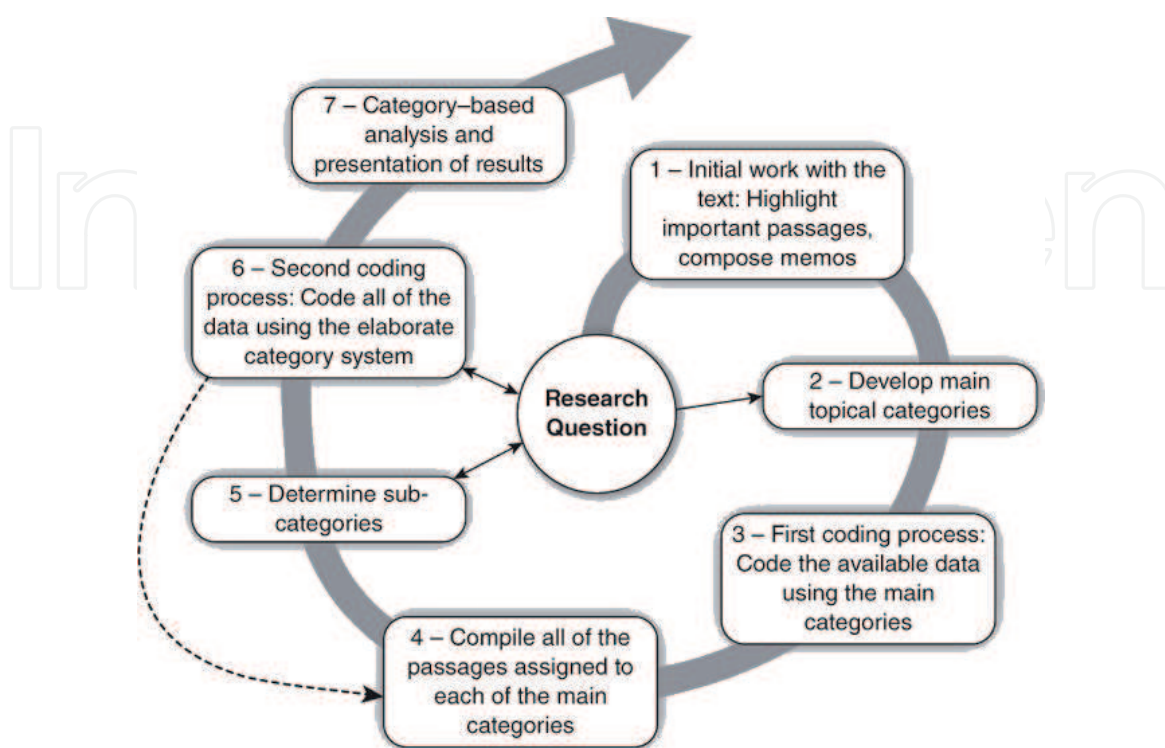 7 – Category–based
analysis and
presentation of results
1 – Initial work with the
text: Highlight
important passages,
compose memos
6 – Second coding
process: Code all of the
data using the elaborate
category system
Research
Question
2 – Develop main
topical categories
5 – Determine sub-
categories
3 – First coding process:
Code the available data
using the main
categories
4 – Compile all of the
passages assigned to
each of the main
categories